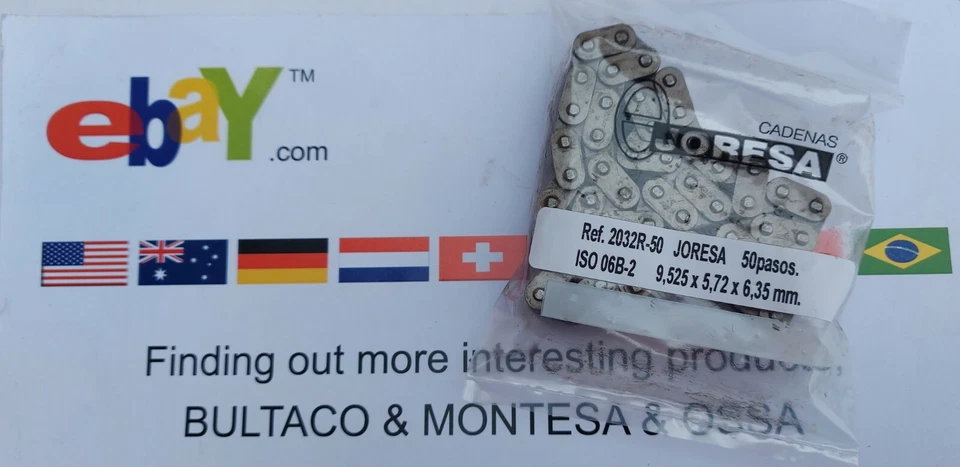 ebaY™
.com
CADENAS
JORESA®
Ref. 2032R-50 JORESA 50pasos.
ISO 06B-2 9,525 x 5,72 x 6,35 mm.
Finding out more interesting products,
BULTACO & MONTESA & OSSA